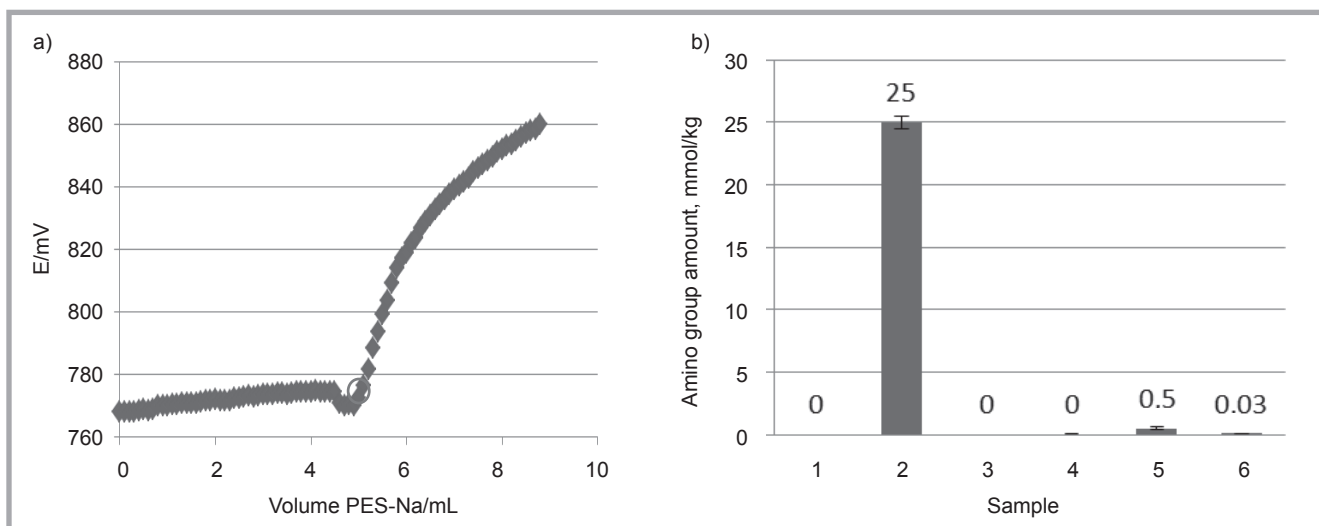 a)
880
860
840
820
800
780
760
E/mV
0 2 4 6 8 10
Volume PES-Na/mL
b)
30
25
20
15
10
5
0
Amino group amount, mmol/kg
0 25 0 0 0.5 0.03
1 2 3 4 5 6
Sample